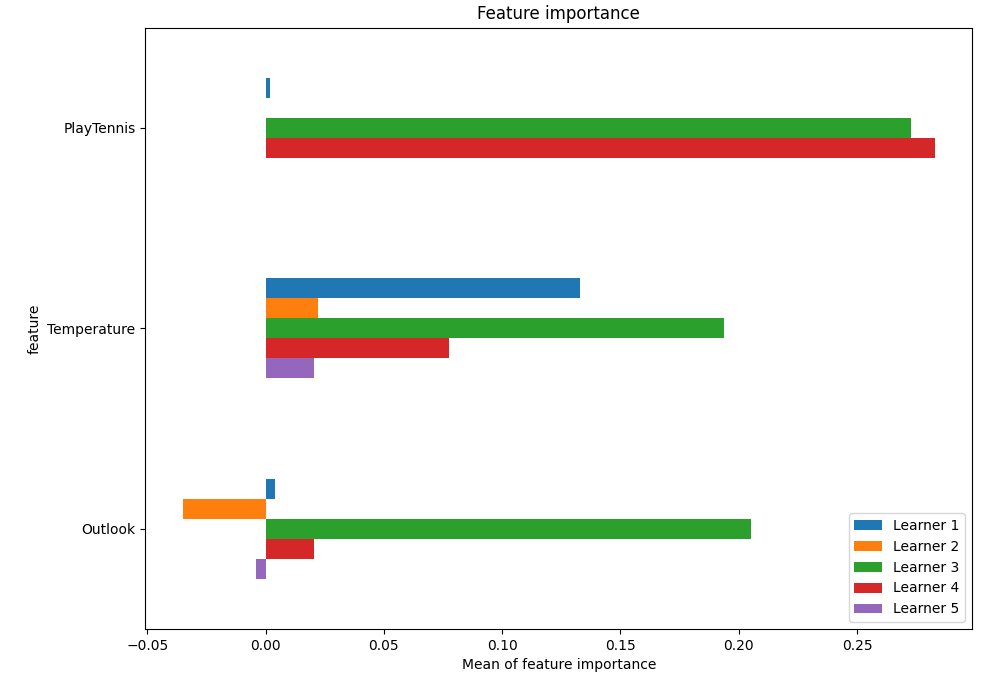 Feature importance
PlayTennis
Temperature
Outlook
feature
Learner 1
Learner 2
Learner 3
Learner 4
Learner 5
−0.05 0.00 0.05 0.10 0.15 0.20 0.25
Mean of feature importance